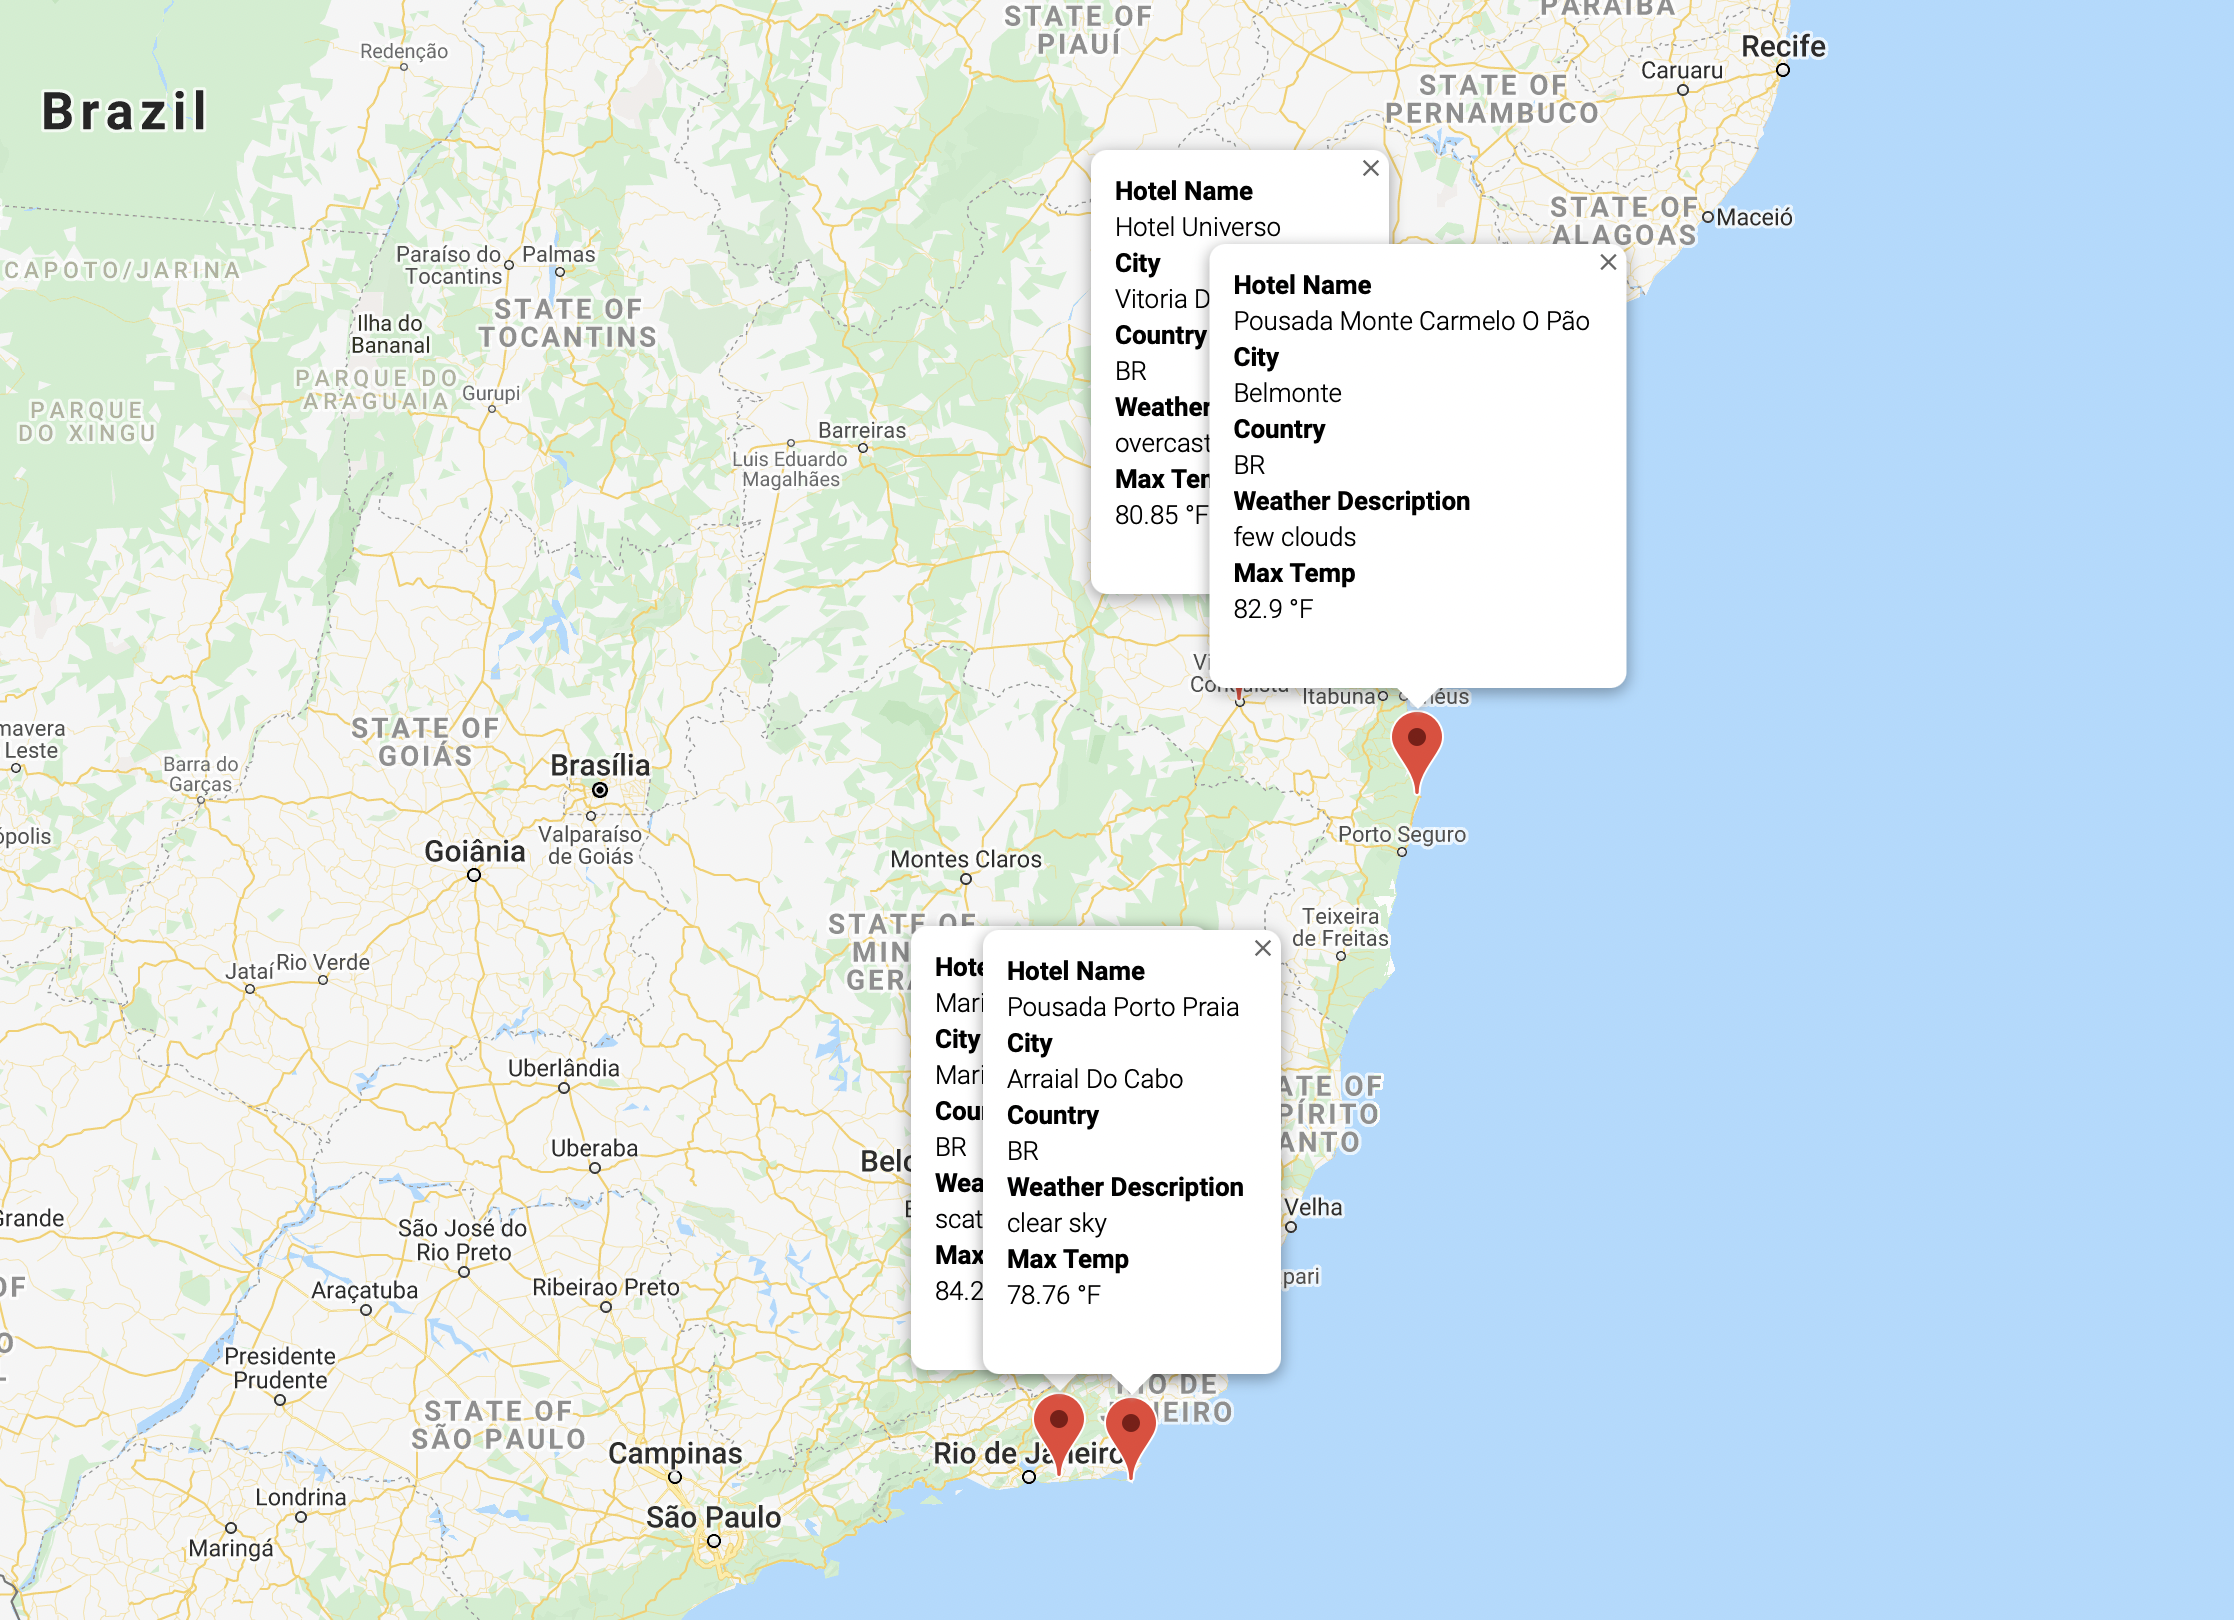 STATE OF
PIAUÍ
PARAÍBA
Redenção
Recife
Caruaru
Brazil
STATE OF
PERNAMBUCO
STATE OF
ALAGOAS
Maceió
CAPOTO/JARINA
Paraíso do
Tocantins
Palmas
STATE OF
TOCANTINS
Ilha do
Bananal
PARQUE DO
ARAGUAIA
Gurupi
PARQUE
DO XINGU
Barreiras
Luis Eduardo
Magalhães
Hotel Name
Hotel Universo
City
Vitoria D
Country
BR
Weather
overcast
Max Tem
80.85 °F
Hotel Name
Pousada Monte Carmelo O Pão
City
Belmonte
Country
BR
Weather Description
few clouds
Max Temp
82.9 °F
Vi
Conquista
Itabuna
héus
mavera
Leste
STATE OF
GOIÁS
Barra do
Garças
Brasília
Valparaíso
de Goiás
ópolis
Goiânia
Montes Claros
Porto Seguro
Teixeira
de Freitas
STATE OF
MIN
GERA
Jataí
Rio Verde
Hote
Mari
City
Mari
Cour
BR
Wea
scat
Max
84.2
Hotel Name
Pousada Porto Praia
City
Arraial Do Cabo
Country
BR
Weather Description
clear sky
Max Temp
78.76 °F
Uberlândia
ATE OF
PÍRITO
ANTO
Uberaba
Belo
Velha
Grande
São José do
Rio Preto
pari
OF
Araçatuba
Ribeirao Preto
Presidente
Prudente
RIO DE
JANEIRO
STATE OF
SÃO PAULO
Campinas
Rio de Janeiro
Londrina
São Paulo
Maringá